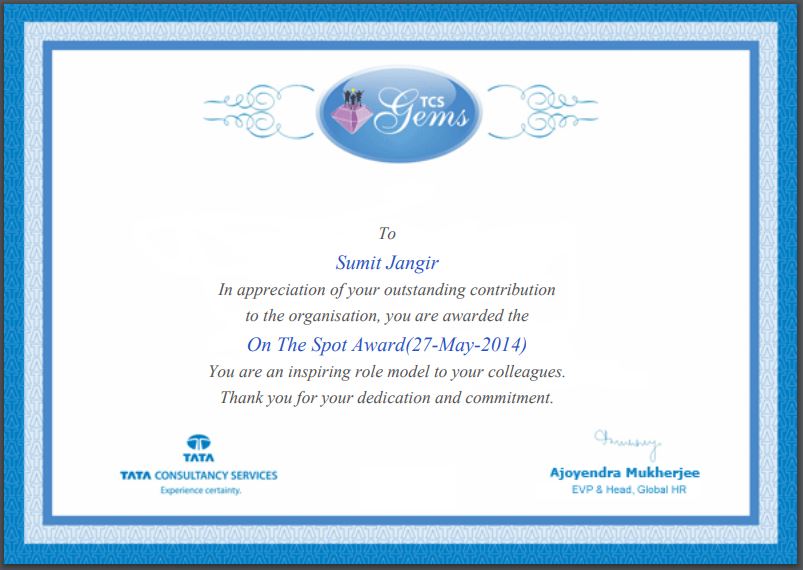 TCS
Gems
To
Sumit Jangir
In appreciation of your outstanding contribution
to the organisation, you are awarded the
On The Spot Award(27-May-2014)
You are an inspiring role model to your colleagues.
Thank you for your dedication and commitment.
TATA
TATA CONSULTANCY SERVICES
Experience certainty.
Ajoyendra Mukherjee
EVP & Head, Global HR